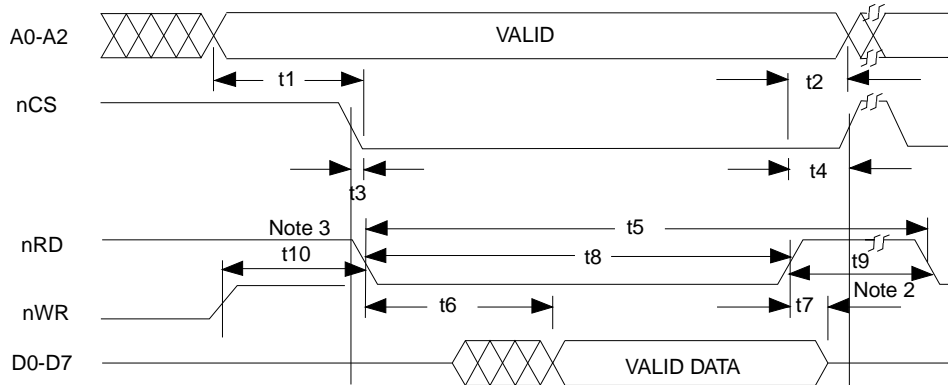 A0-A2
VALID
t1
t2
nCS
t3
t4
t5
nRD
Note 3
t10
t8
t9
Note 2
nWR
t6
t7
D0-D7
VALID DATA